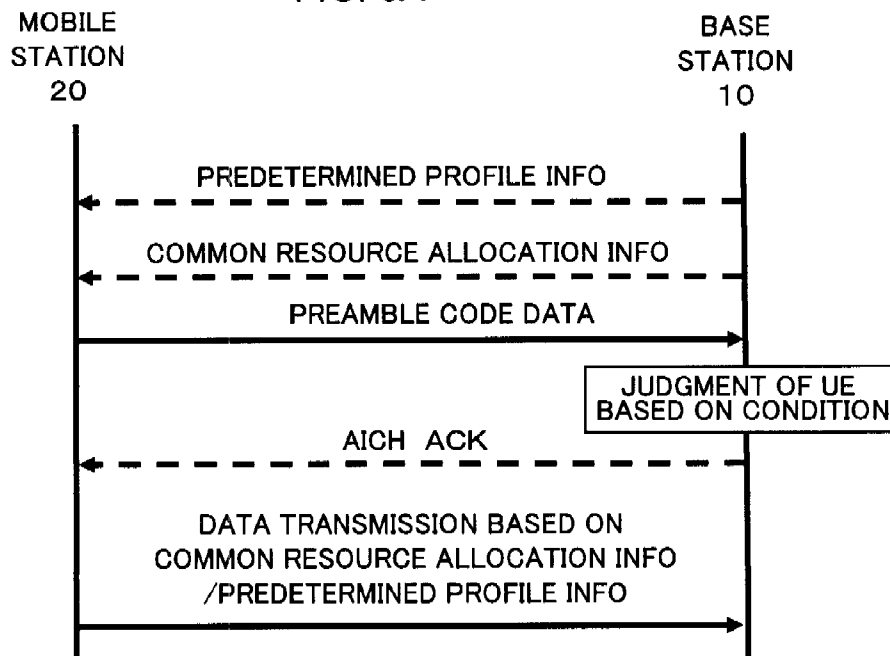 MOBILE
STATION
20
BASE
STATION
10
PREDETERMINED PROFILE INFO
COMMON RESOURCE ALLOCATION INFO
PREAMBLE CODE DATA
JUDGMENT OF UE
BASED ON CONDITION
AICH ACK
DATA TRANSMISSION BASED ON
COMMON RESOURCE ALLOCATION INFO
/PREDETERMINED PROFILE INFO